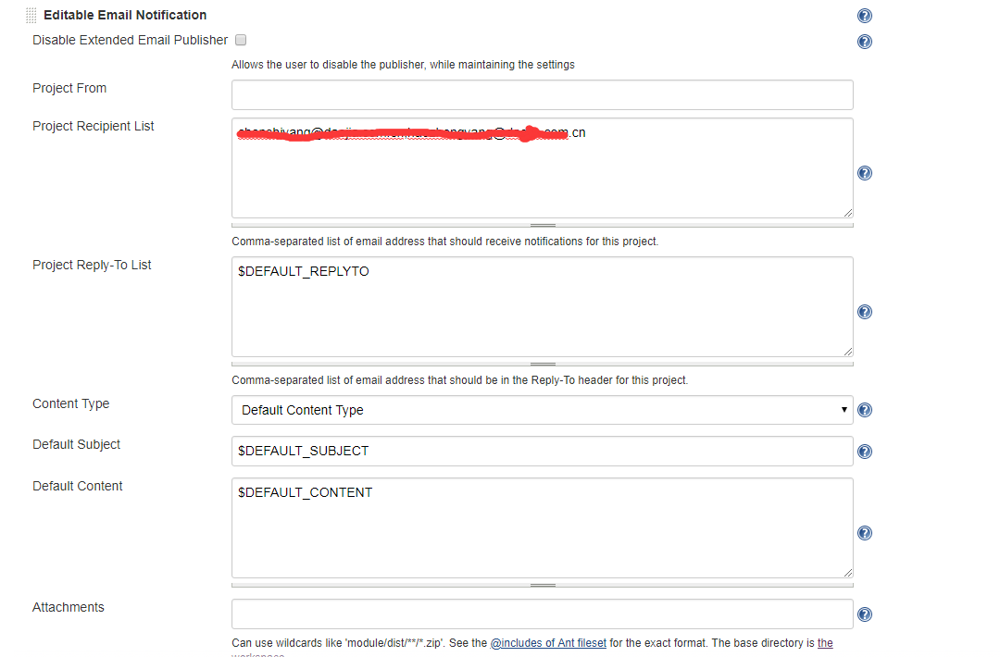 Editable Email Notification
Disable Extended Email Publisher
Allows the user to disable the publisher, while maintaining the settings
Project From
Project Recipient List
.cn
Comma-separated list of email address that should receive notifications for this project.
Project Reply-To List
$DEFAULT_REPLYTO
Comma-separated list of email address that should be in the Reply-To header for this project.
Content Type
Default Content Type
Default Subject
$DEFAULT_SUBJECT
Default Content
$DEFAULT_CONTENT
Attachments
Can use wildcards like 'module/dist/**/*.zip'. See the @includes of Ant fileset for the exact format. The base directory is the